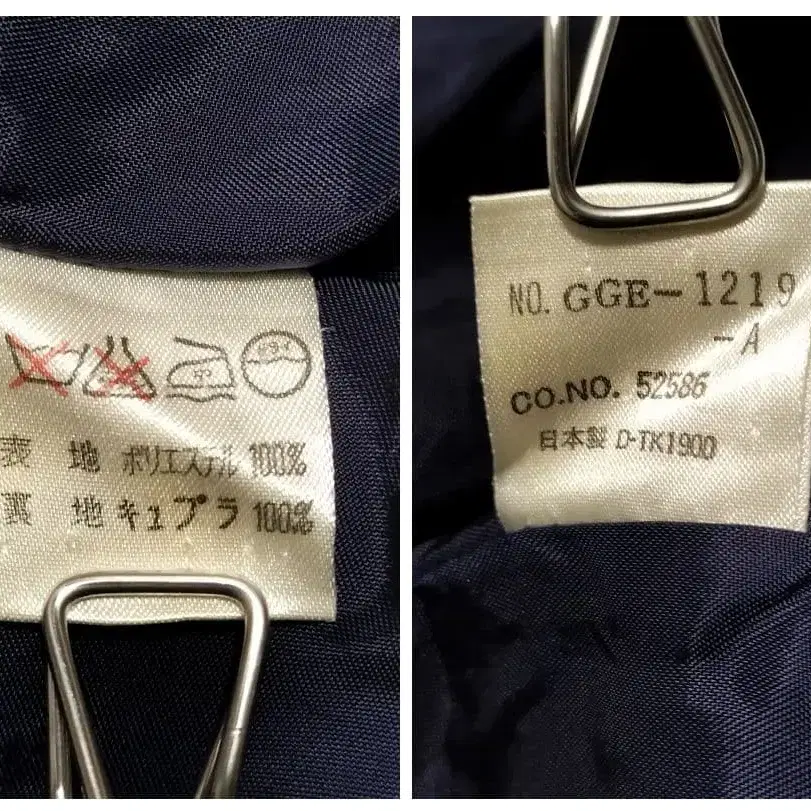 表 地 ポリエステル 100%
裏 地 キュプラ 100%
NO. GGE-1219
-A
CO.NO. 52586
日本製 D-TK1900